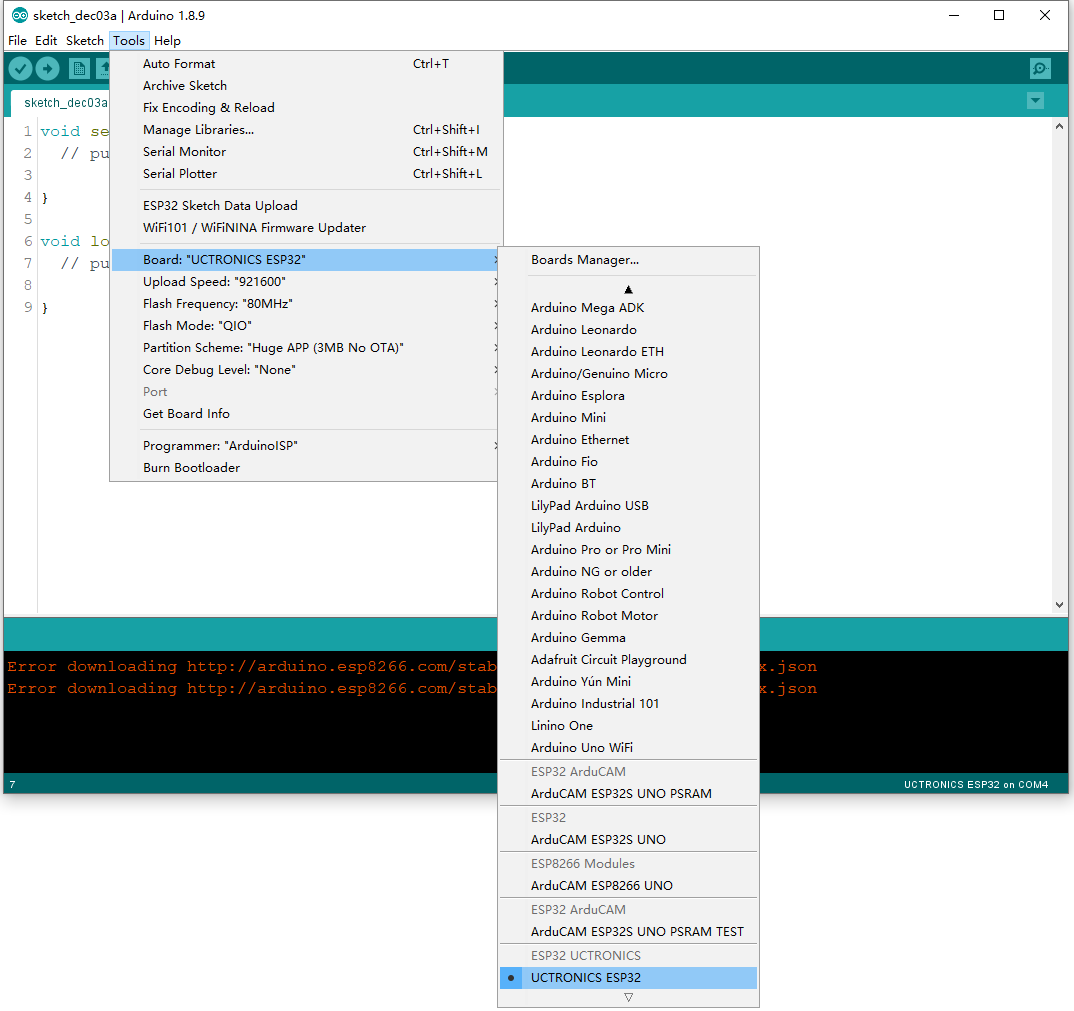 sketch_dec03a | Arduino 1.8.9
File Edit Sketch Tools Help
sketch_dec03a
1 void se
2 // pu
3
4 }
5
6 void lo
7 // pu
8
9 }
Auto Format Ctrl+T
Archive Sketch
Fix Encoding & Reload
Manage Libraries... Ctrl+Shift+I
Serial Monitor Ctrl+Shift+M
Serial Plotter Ctrl+Shift+L
ESP32 Sketch Data Upload
WiFi101 / WiFiNINA Firmware Updater
Board: "UCTRONICS ESP32"
Upload Speed: "921600"
Flash Frequency: "80MHz"
Flash Mode: "QIO"
Partition Scheme: "Huge APP (3MB No OTA)"
Core Debug Level: "None"
Port
Get Board Info
Programmer: "ArduinoISP"
Burn Bootloader
Boards Manager...
Arduino Mega ADK
Arduino Leonardo
Arduino Leonardo ETH
Arduino/Genuino Micro
Arduino Esplora
Arduino Mini
Arduino Ethernet
Arduino Fio
Arduino BT
LilyPad Arduino USB
LilyPad Arduino
Arduino Pro or Pro Mini
Arduino NG or older
Arduino Robot Control
Arduino Robot Motor
Arduino Gemma
Adafruit Circuit Playground
Arduino Yún Mini
Arduino Industrial 101
Linino One
Arduino Uno WiFi
ESP32 ArduCAM
ArduCAM ESP32S UNO PSRAM
ESP32
ArduCAM ESP32S UNO
ESP8266 Modules
ArduCAM ESP8266 UNO
ESP32 ArduCAM
ArduCAM ESP32S UNO PSRAM TEST
ESP32 UCTRONICS
UCTRONICS ESP32
Error downloading http://arduino.esp8266.com/stab x.json
Error downloading http://arduino.esp8266.com/stab x.json
7 UCTRONICS ESP32 on COM4